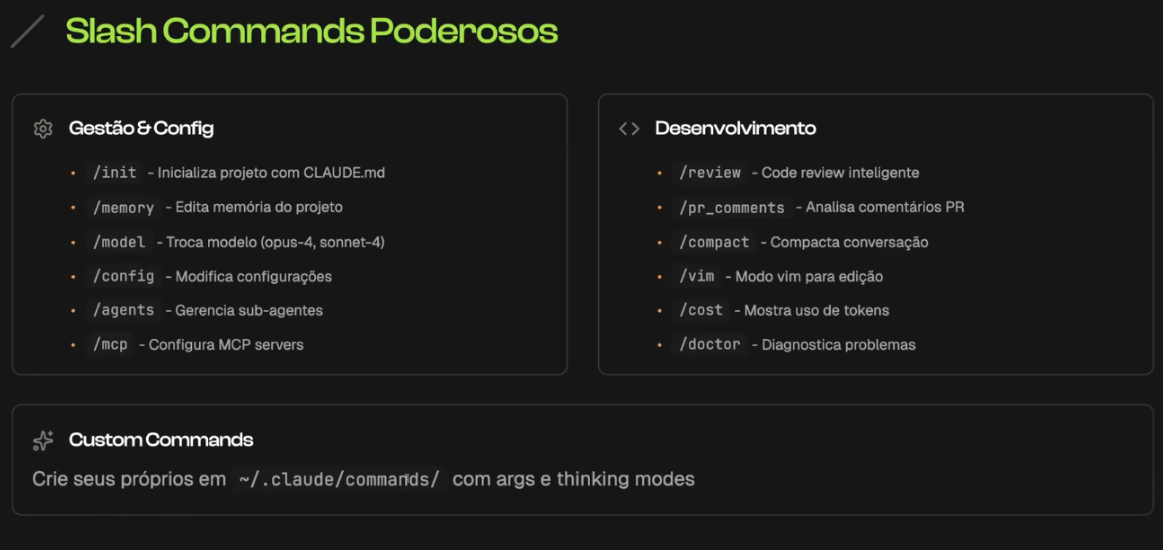 Slash Commands Poderosos
Gestão & Config
/init - Inicializa projeto com CLAUDE.md
/memory - Edita memória do projeto
/model - Troca modelo (opus-4, sonnet-4)
/config - Modifica configurações
/agents - Gerencia sub-agentes
/mcp - Configura MCP servers
Desenvolvimento
/review - Code review inteligente
/pr_comments - Analisa comentários PR
/compact - Compacta conversação
/vim - Modo vim para edição
/cost - Mostra uso de tokens
/doctor - Diagnostica problemas
Custom Commands
Crie seus próprios em ~/.claude/commands/ com args e thinking modes